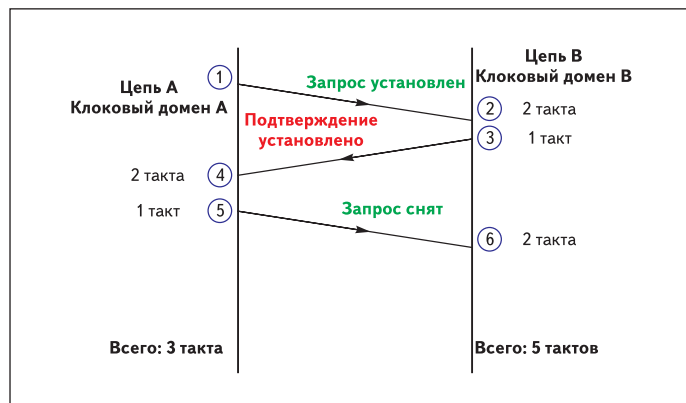 Цепь А
Клоковый домен А
1
Запрос установлен
Цепь В
Клоковый домен В
2
2 такта
Подтверждение
установлено
3
1 такт
2 такта
4
1 такт
5
Запрос снят
6
2 такта
Всего: 3 такта
Всего: 5 тактов